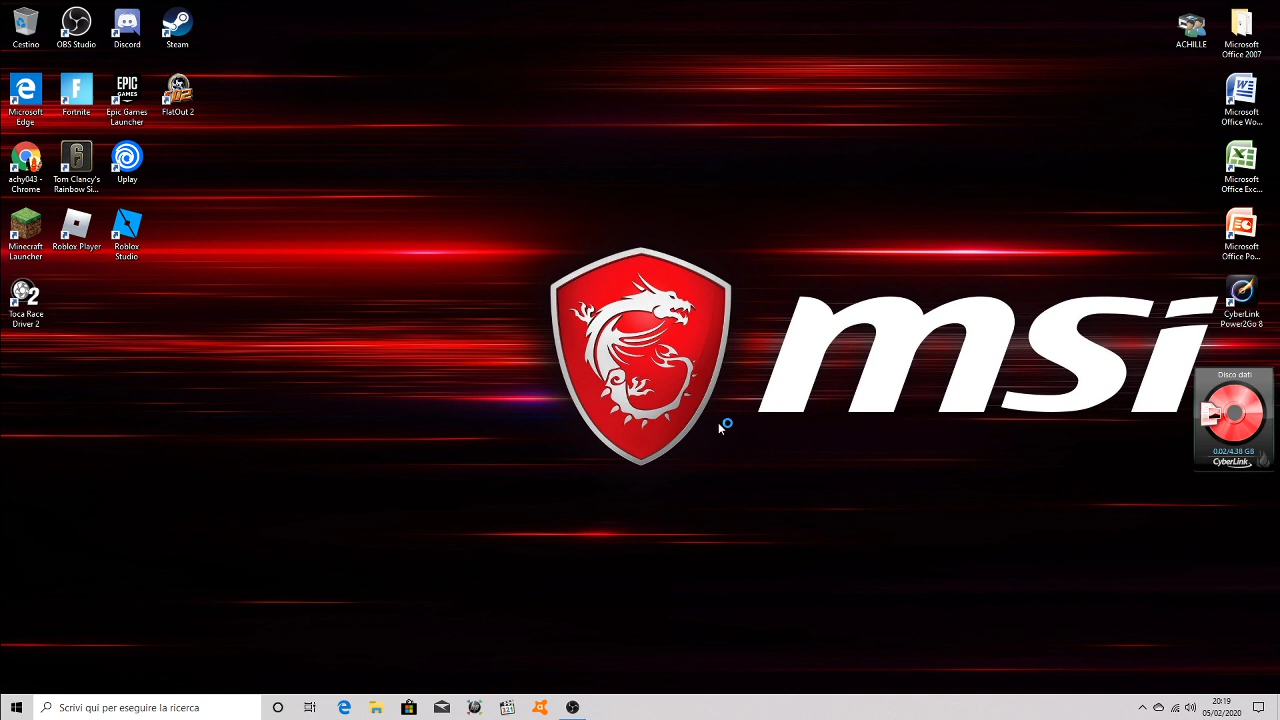 Cestino
OBS Studio
Discord
Steam
ACHILLE
Microsoft
Office 2007
Microsoft
Edge
Fortnite
EPIC
GAMES
Epic Games
Launcher
FlatOut 2
Microsoft
Office Wo...
achy043 -
Chrome
Tom Clancy's
Rainbow Si...
Uplay
Microsoft
Office Exc...
Minecraft
Launcher
Roblox Player
Roblox
Studio
Microsoft
Office Po...
Toca Race
Driver 2
CyberLink
Power2Go 8
msi
Disco dati
0.02/4.38 GB
CyberLink
Scrivi qui per eseguire la ricerca
20:19
05/02/2020